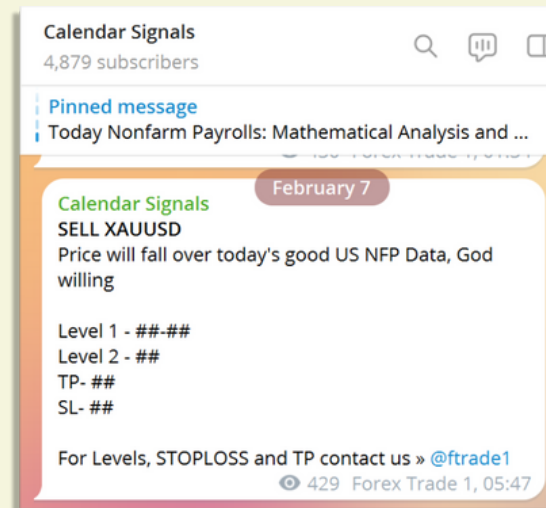 Calendar Signals
4,879 subscribers
Pinned message
Today Nonfarm Payrolls: Mathematical Analysis and ...
February 7
Calendar Signals
SELL XAUUSD
Price will fall over today's good US NFP Data, God
willing
Level 1 - ##-##
Level 2 - ##
TP- ##
SL- ##
For Levels, STOPLOSS and TP contact us » @ftrade1
429 Forex Trade 1, 05:47